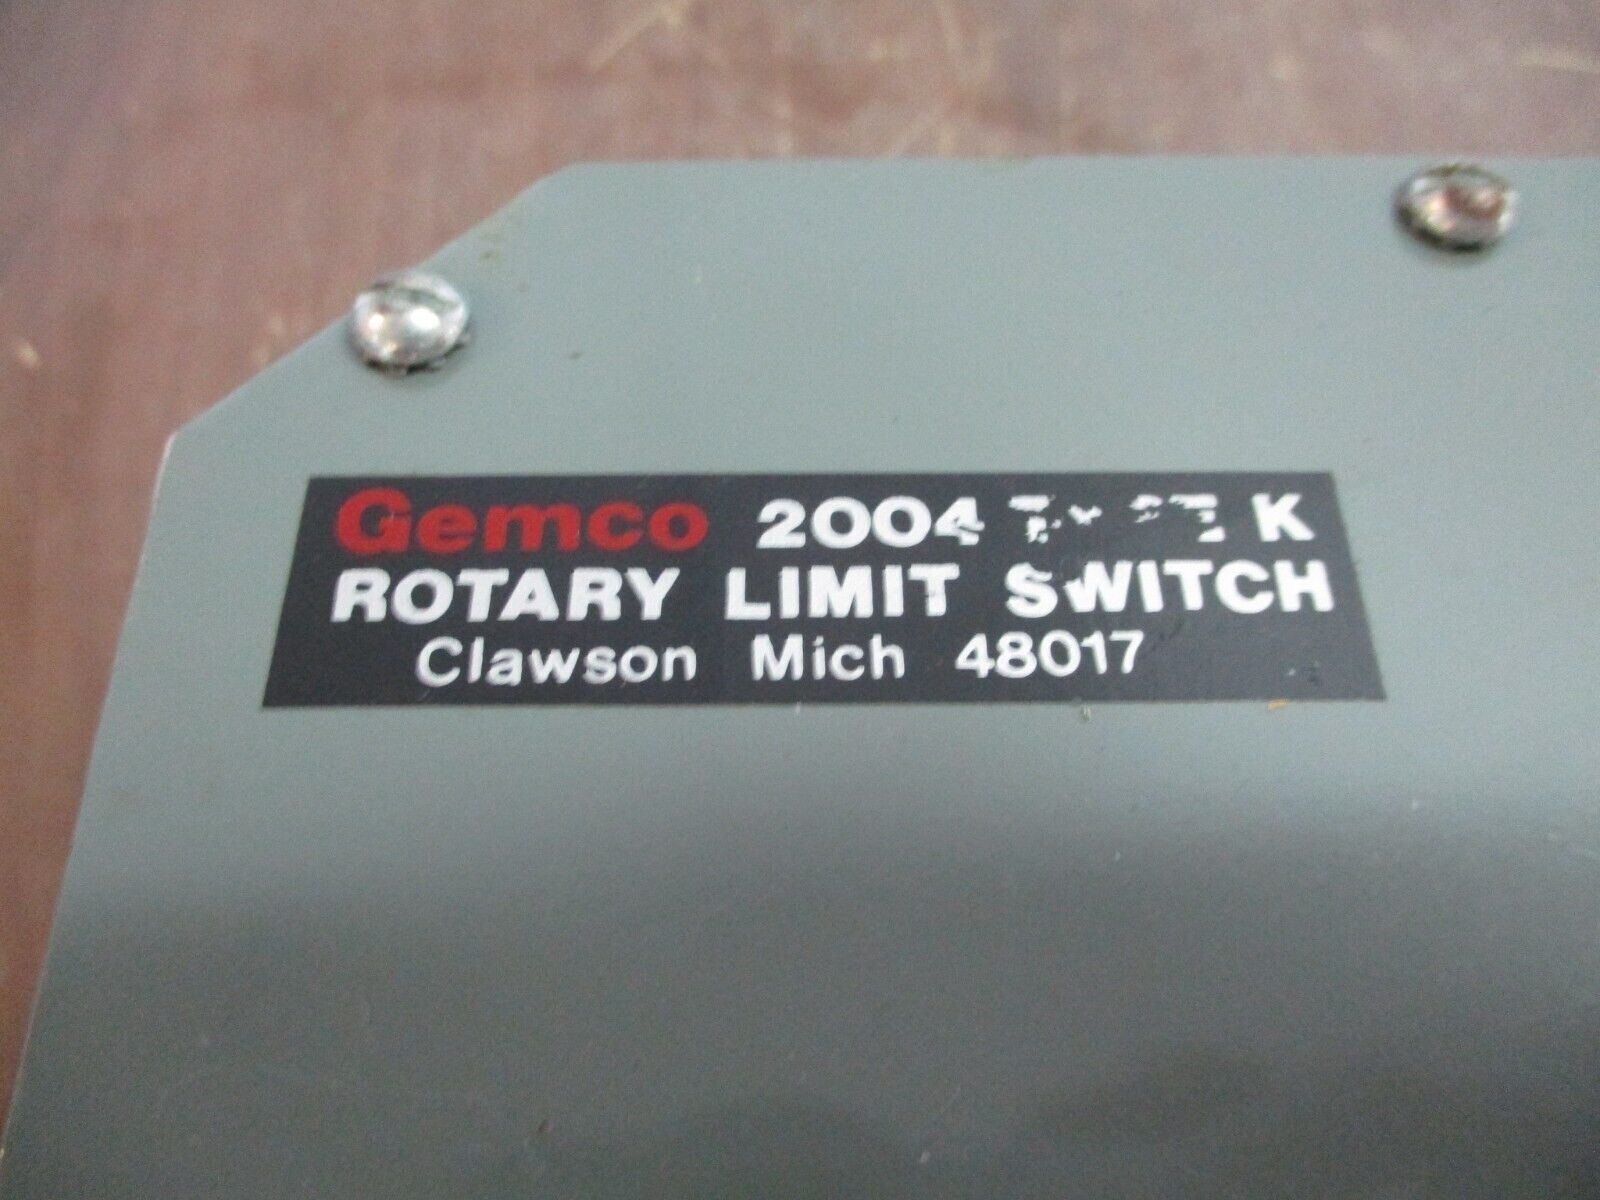 Gemco 2004 K
ROTARY LIMIT SWITCH
Clawson Mich 48017